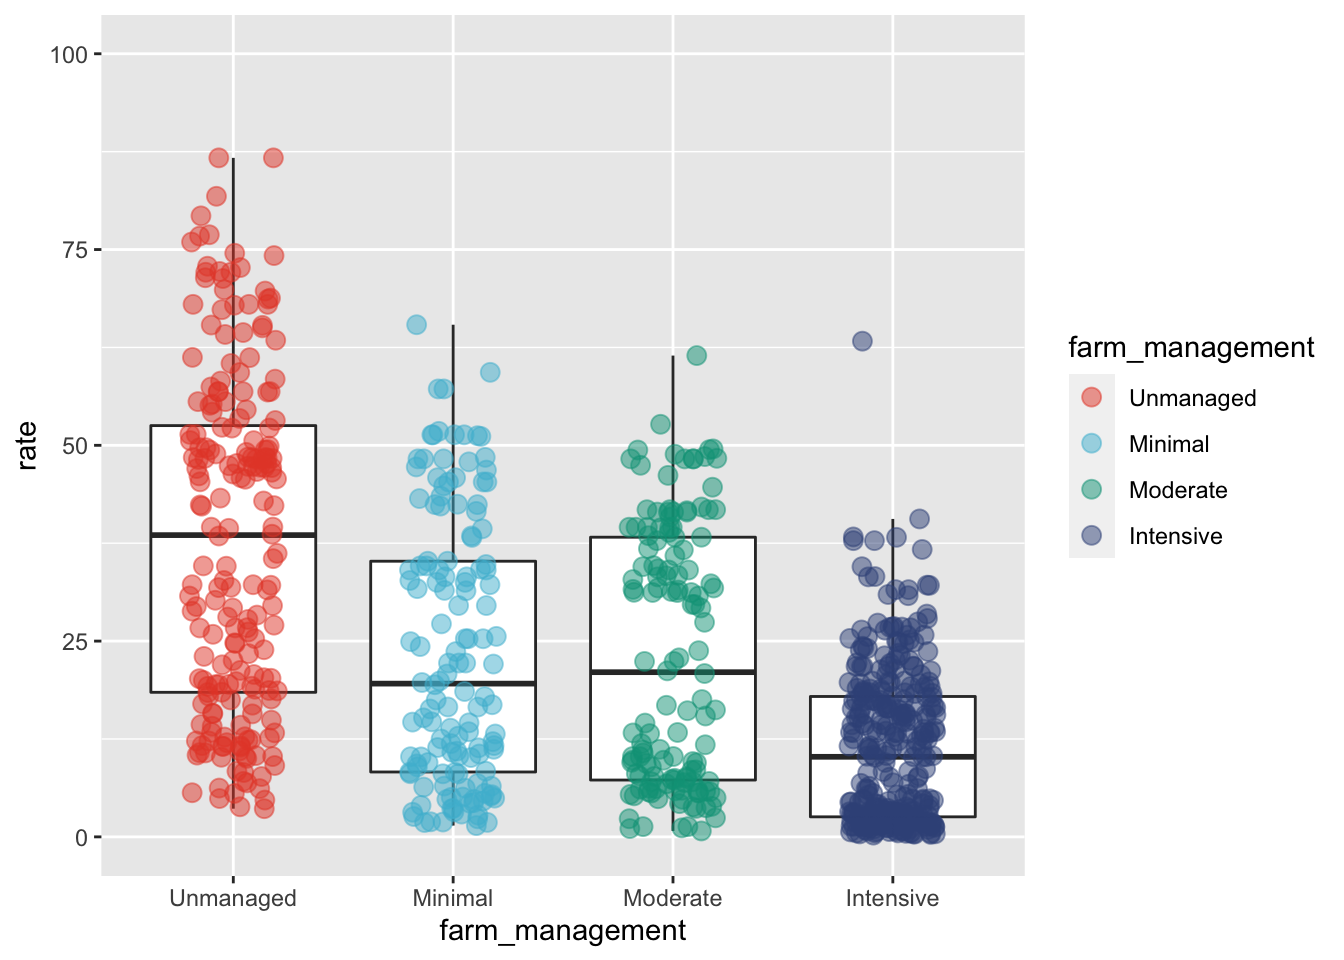 100
75
50
25
0
rate
Unmanaged
Minimal
Moderate
Intensive
farm_management
farm_management
Unmanaged
Minimal
Moderate
Intensive